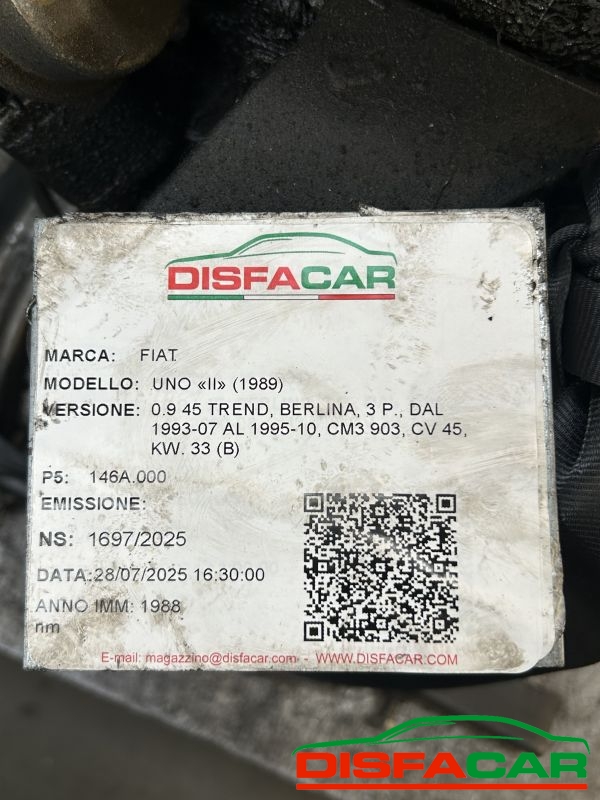 DISFACAR
MARCA: FIAT
MODELLO: UNO «II» (1989)
VERSIONE: 0.9 45 TREND, BERLINA, 3 P., DAL
1993-07 AL 1995-10, CM3 903, CV 45,
KW. 33 (B)
P5: 146A.000
EMISSIONE:
NS: 1697/2025
DATA:28/07/2025 16:30:00
ANNO IMM: 1988
nm
E-mail: magazzino@disfacar.com - WWW.DISFACAR.COM
DISFACAR